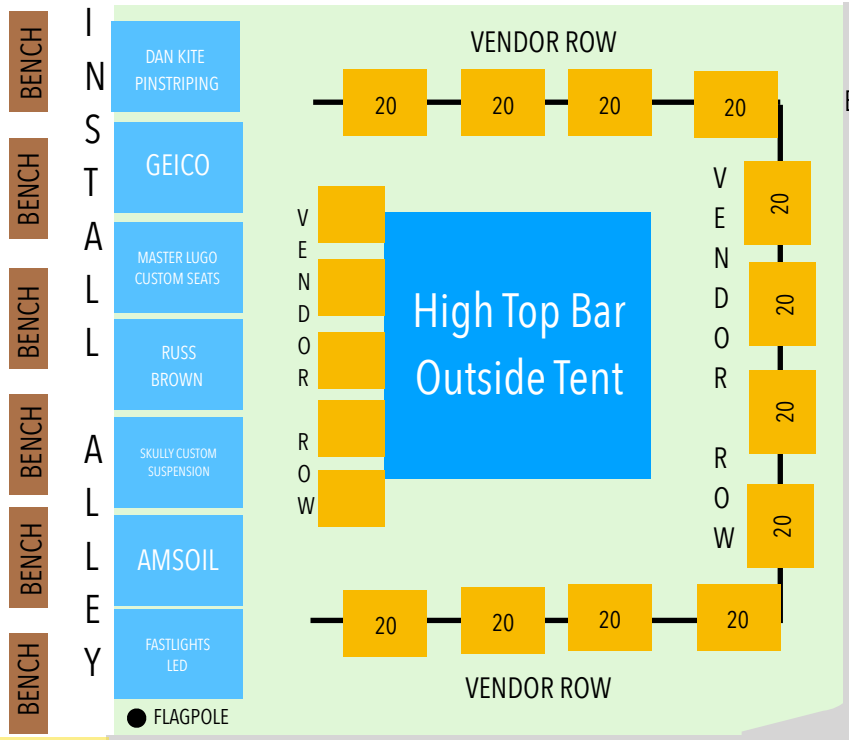 BENCH
BENCH
BENCH
BENCH
BENCH
BENCH
INSTALL ALLEY
DAN KITE
PINSTRIPING
GEICO
MASTER LUGO
CUSTOM SEATS
RUSS
BROWN
SKULLY CUSTOM
SUSPENSION
AMSOIL
FASTLIGHTS
LED
FLAGPOLE
VENDOR ROW
20
20
20
20
VENDOR ROW
High Top Bar
Outside Tent
VENDOR ROW
20
20
20
20
20
20
20
20
VENDOR ROW